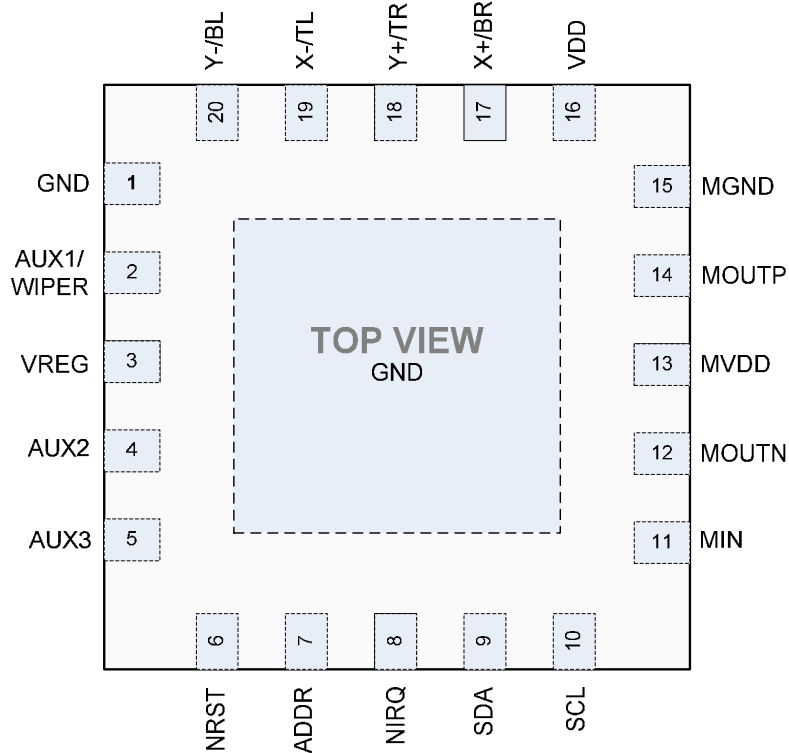 Y-/BL
X-/TL
Y+/TR
X+/BR
VDD
20
19
18
17
16
GND
1
AUX1/
WIPER
2
VREG
3
AUX2
4
AUX3
5
15
MGND
14
MOUTP
13
MVDD
12
MOUTN
11
MIN
TOP VIEW
GND
6
7
8
9
10
NRST
ADDR
NIRQ
SDA
SCL